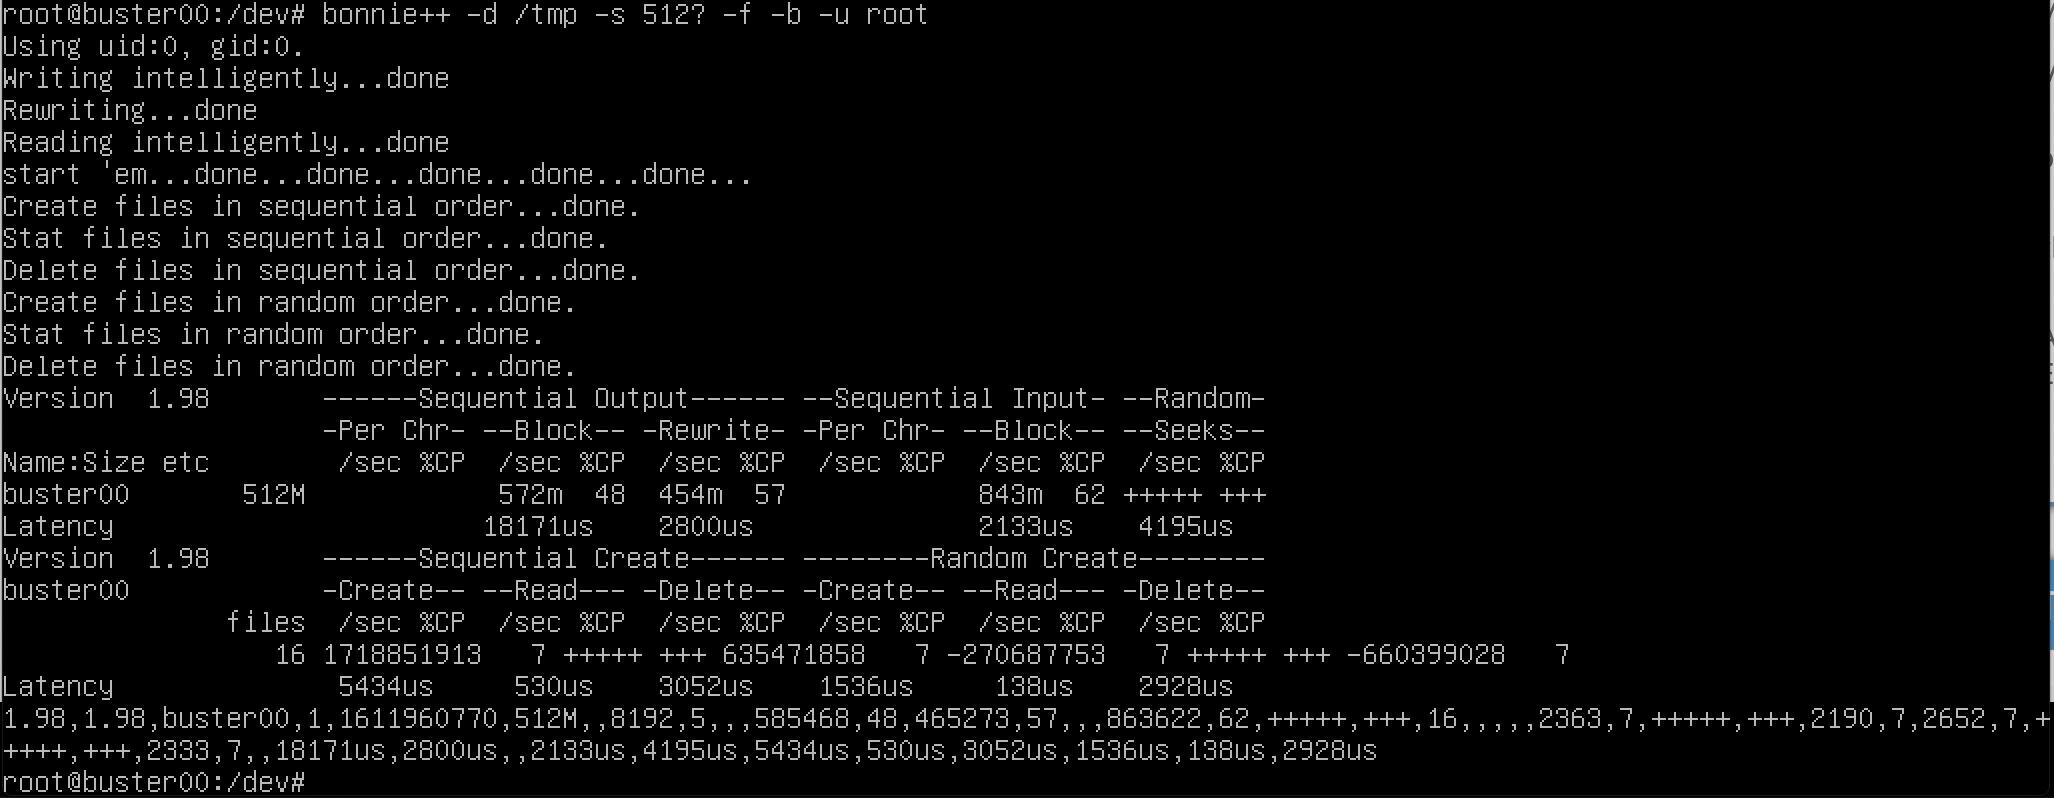 root@buster00:/dev# bonnie++ -d /tmp -s 512? -f -b -u root
Using uid:0, gid:0.
Writing intelligently...done
Rewriting...done
Reading intelligently...done
start 'em...done...done...done...done...done...
Create files in sequential order...done.
Stat files in sequential order...done.
Delete files in sequential order...done.
Create files in random order...done.
Stat files in random order...done.
Delete files in random order...done.
Version  1.98       ------Sequential Output------ --Sequential Input- --Random-
                    -Per Chr- --Block-- -Rewrite- -Per Chr- --Block-- --Seeks--
Name:Size etc        /sec %CP  /sec %CP  /sec %CP  /sec %CP  /sec %CP  /sec %CP
buster00       512M            572m  48  454m  57            843m  62 +++++ +++
Latency                       18171us    2800us              2133us    4195us
Version  1.98       ------Sequential Create------ --------Random Create--------
buster00            -Create-- --Read--- -Delete-- -Create-- --Read--- -Delete--
              files  /sec %CP  /sec %CP  /sec %CP  /sec %CP  /sec %CP  /sec %CP
                 16 1718851913   7 +++++ +++ 635471858   7 -270687753   7 +++++ +++ -660399028   7
Latency              5434us     530us    3052us    1536us     138us    2928us
1.98,1.98,buster00,1,1611960770,512M,,8192,5,,,585468,48,465273,57,,,863622,62,+++++,+++,16,,,,,2363,7,+++++,+++,2190,7,2652,7,+
++++,+++,2333,7,,18171us,2800us,,2133us,4195us,5434us,530us,3052us,1536us,138us,2928us
root@buster00:/dev#